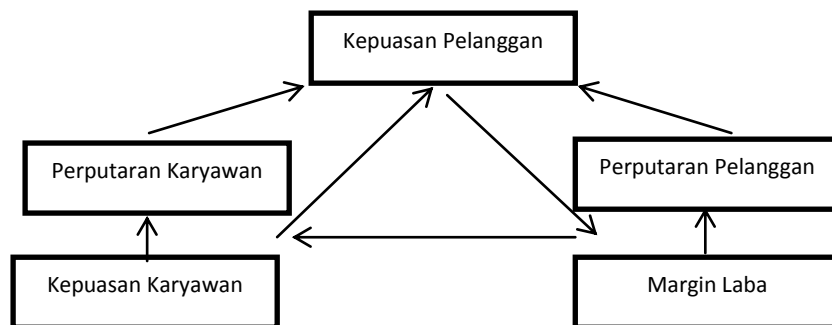 Kepuasan Pelanggan
Perputaran Karyawan
Perputaran Pelanggan
Kepuasan Karyawan
Margin Laba